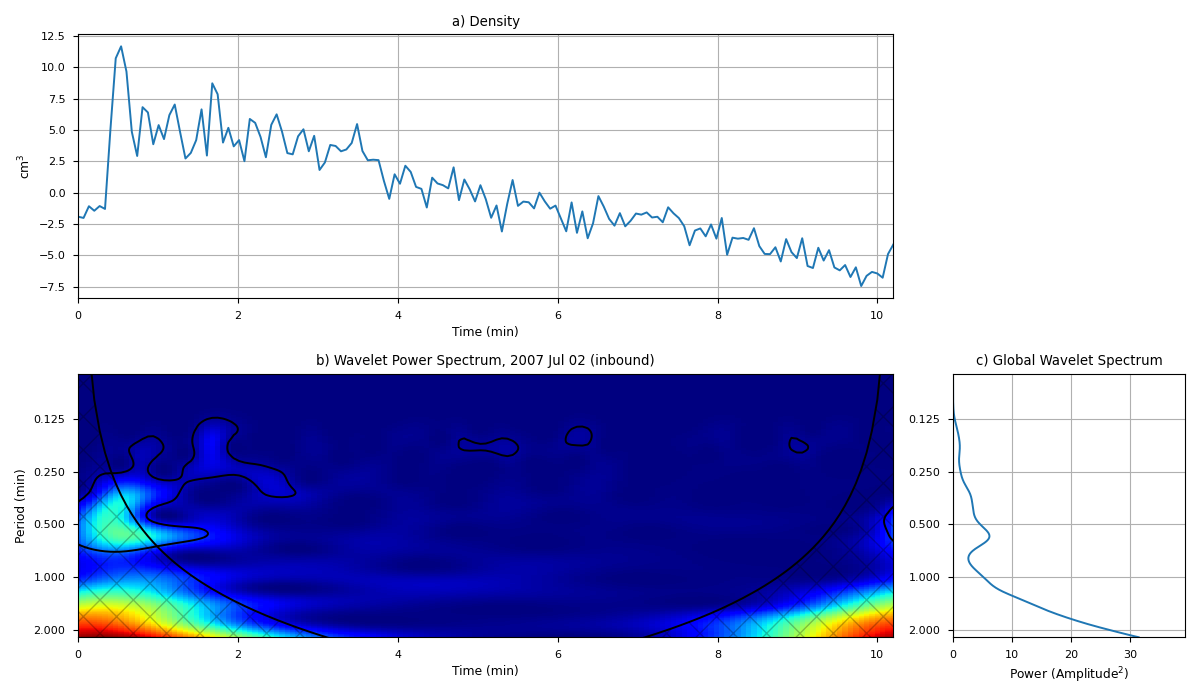 a) Density
12.5
10.0
7.5
5.0
2.5
0.0
−2.5
−5.0
−7.5
cm³
0 2 4 6 8 10
Time (min)
b) Wavelet Power Spectrum, 2007 Jul 02 (inbound)
c) Global Wavelet Spectrum
0.125
0.250
0.500
1.000
2.000
Period (min)
0 2 4 6 8 10
Time (min)
0.125
0.250
0.500
1.000
2.000
0 10 20 30
Power (Amplitude²)